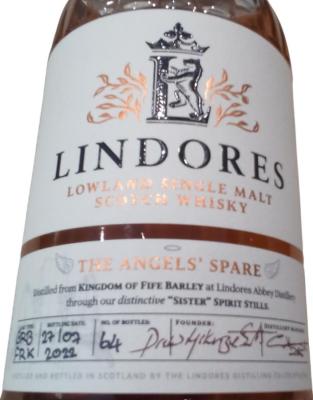 LINDORES
LOWLAND SINGLE MALT
SCOTCH WHISKY
THE ANGELS' SPARE
Distilled from KINGDOM OF FIFE BARLEY at Lindores Abbey Distillery
through our distinctive "SISTER" SPIRIT STILLS.
BOTTLING DATE: NO. OF BOTTLES: FOUNDER: DISTILLERY
27/07 64
FRK 2022
DISTILLED AND BOTTLED IN SCOTLAND BY THE LINDORES DISTILLING